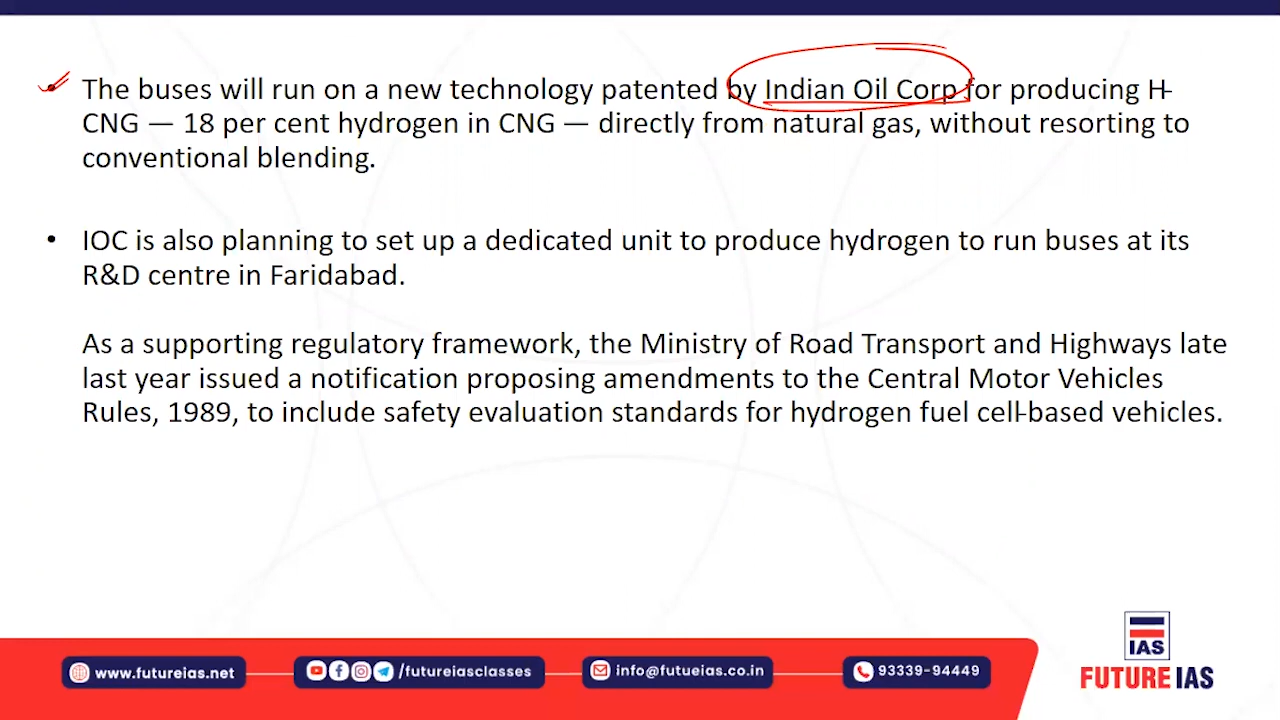 The buses will run on a new technology patented by Indian Oil Corp for producing H-
CNG — 18 per cent hydrogen in CNG — directly from natural gas, without resorting to
conventional blending.
• IOC is also planning to set up a dedicated unit to produce hydrogen to run buses at its
R&D centre in Faridabad.
As a supporting regulatory framework, the Ministry of Road Transport and Highways late
last year issued a notification proposing amendments to the Central Motor Vehicles
Rules, 1989, to include safety evaluation standards for hydrogen fuel cell-based vehicles.
www.futureias.net
/futureiasclasses
info@futueias.co.in
93339-94449
IAS
FUTURE IAS